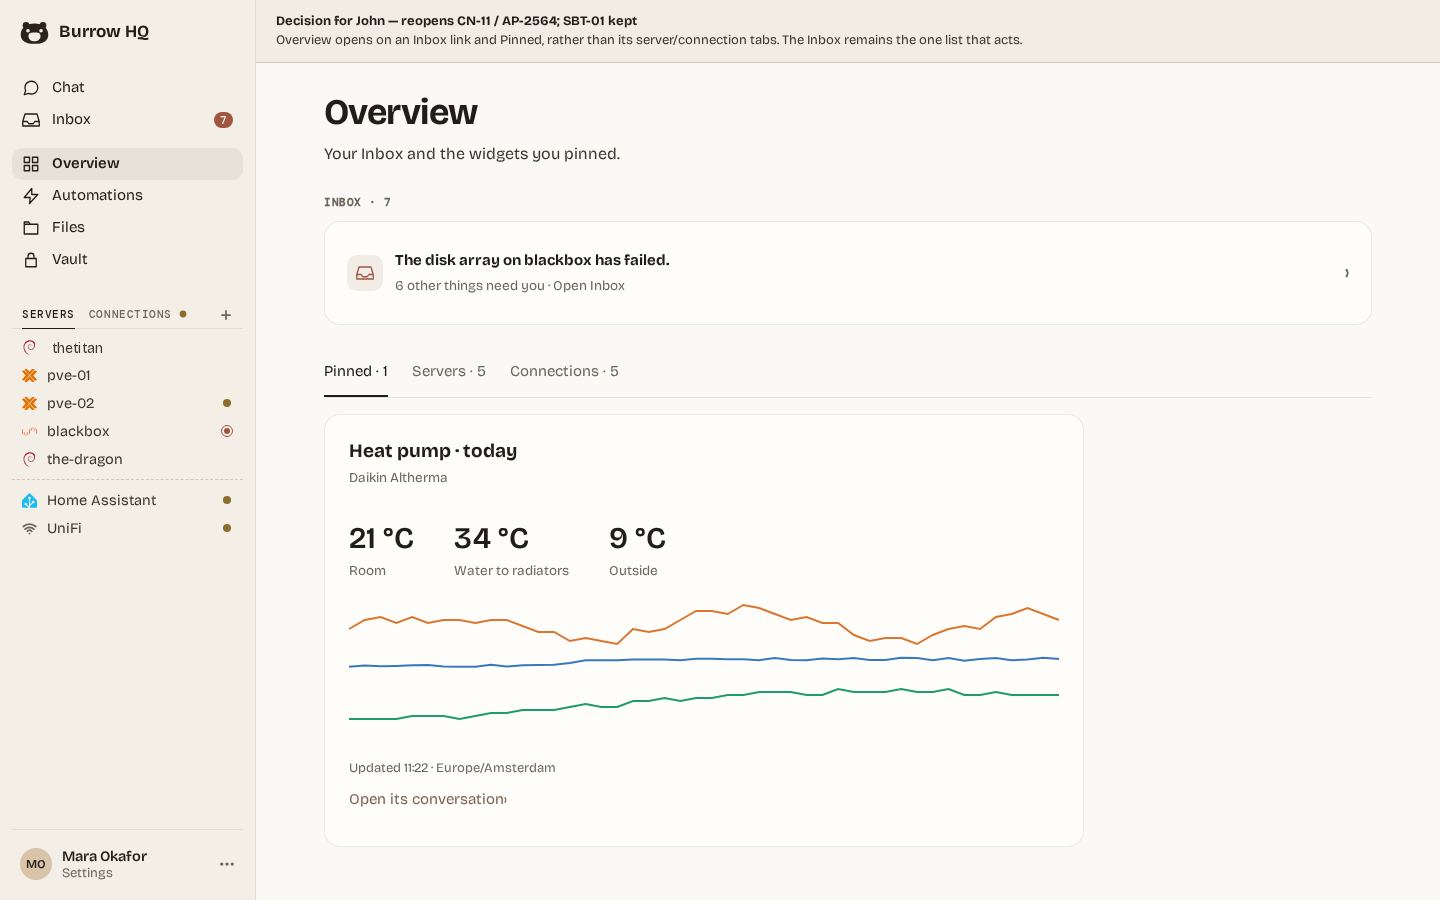 Burrow HQ
Chat
Inbox 7
Overview
Automations
Files
Vault
SERVERS CONNECTIONS +
thetitan
pve-01
pve-02
blackbox
the-dragon
Home Assistant
UniFi
MO Mara Okafor
Settings
Decision for John — reopens CN-11 / AP-2564; SBT-01 kept
Overview opens on an Inbox link and Pinned, rather than its server/connection tabs. The Inbox remains the one list that acts.
Overview
Your Inbox and the widgets you pinned.
INBOX · 7
The disk array on blackbox has failed.
6 other things need you · Open Inbox
Pinned · 1 Servers · 5 Connections · 5
Heat pump · today
Daikin Altherma
21 °C 34 °C 9 °C
Room Water to radiators Outside
Updated 11:22 · Europe/Amsterdam
Open its conversation›